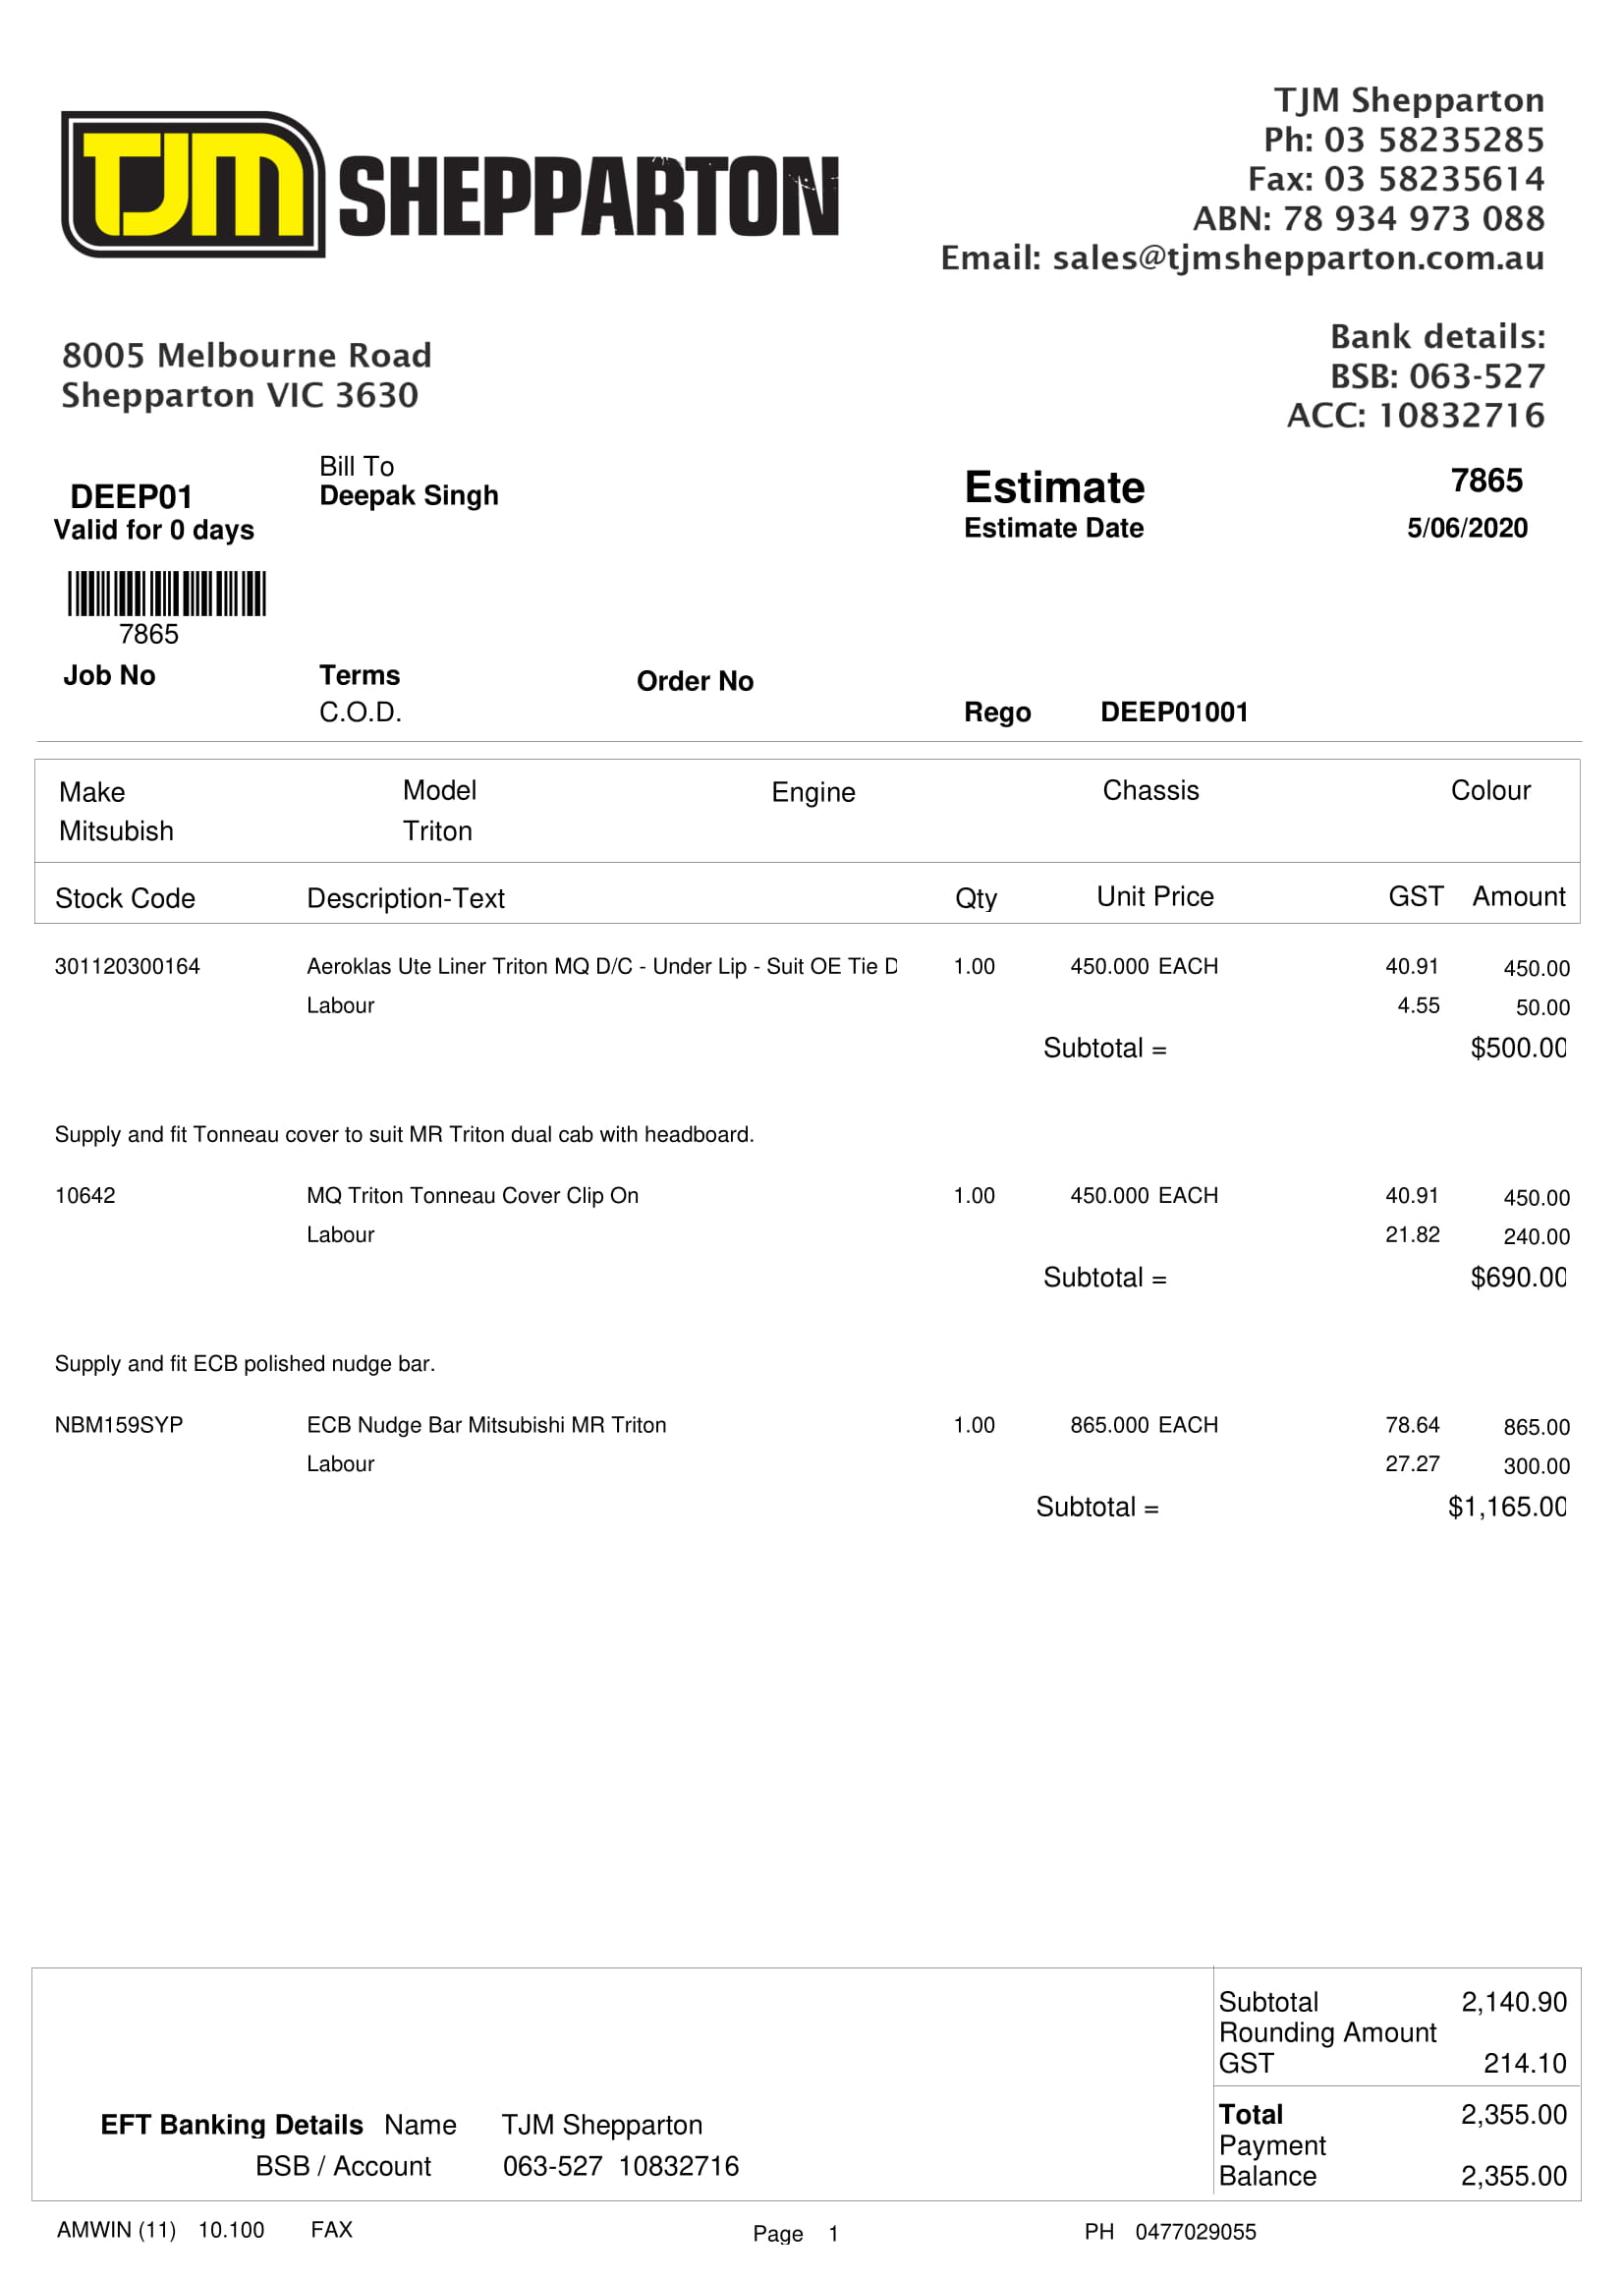 TJM SHEPPARTON
TJM Shepparton
Ph: 03 58235285
Fax: 03 58235614
ABN: 78 934 973 088
Email: sales@tjmshepparton.com.au
8005 Melbourne Road
Shepparton VIC 3630
Bank details:
BSB: 063-527
ACC: 10832716
Bill To
DEEP01 Deepak Singh
Valid for 0 days
Estimate 7865
Estimate Date 5/06/2020
7865
Job No Terms Order No
C.O.D. Rego DEEP01001
Make Model Engine Chassis Colour
Mitsubish Triton
Stock Code Description-Text Qty Unit Price GST Amount
301120300164 Aeroklas Ute Liner Triton MQ D/C - Under Lip - Suit OE Tie D 1.00 450.000 EACH 40.91 450.00
Labour 4.55 50.00
Subtotal = $500.00
Supply and fit Tonneau cover to suit MR Triton dual cab with headboard.
10642 MQ Triton Tonneau Cover Clip On 1.00 450.000 EACH 40.91 450.00
Labour 21.82 240.00
Subtotal = $690.00
Supply and fit ECB polished nudge bar.
NBM159SYP ECB Nudge Bar Mitsubishi MR Triton 1.00 865.000 EACH 78.64 865.00
Labour 27.27 300.00
Subtotal = $1,165.00
Subtotal 2,140.90
Rounding Amount
GST 214.10
EFT Banking Details Name TJM Shepparton
BSB / Account 063-527 10832716
Total 2,355.00
Payment
Balance 2,355.00
AMWIN (11) 10.100 FAX Page 1 PH 0477029055